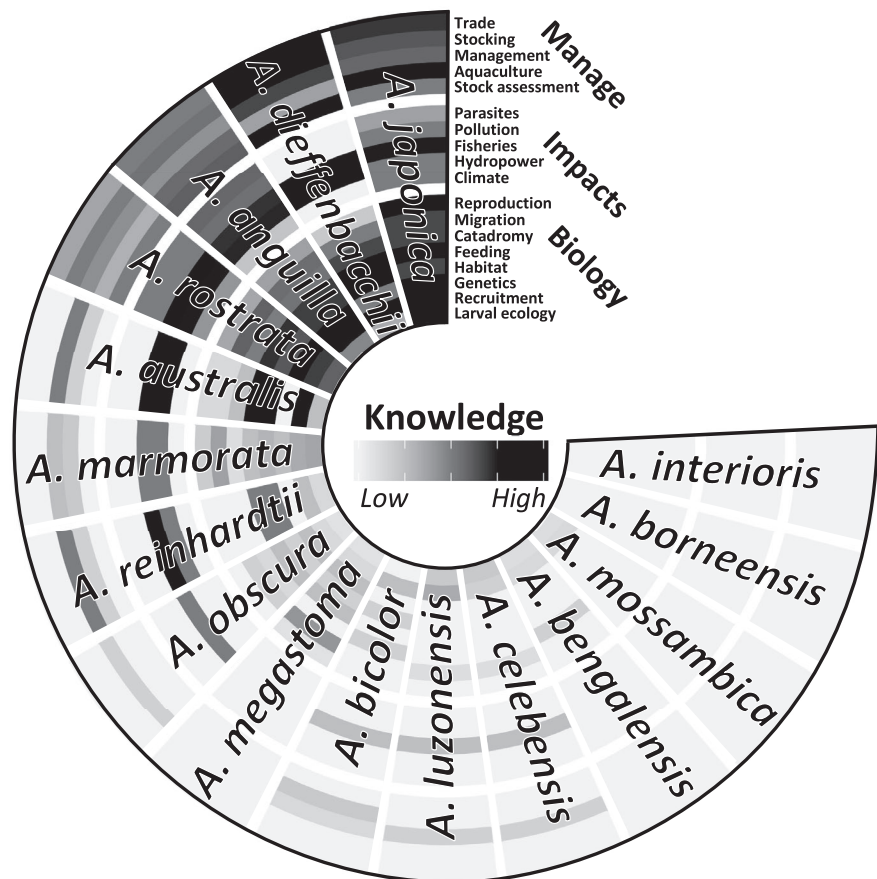 Trade
Stocking
Management
Aquaculture
Stock assessment
Manage
Parasites
Pollution
Fisheries
Hydropower
Climate
Impacts
Reproduction
Migration
Catadromy
Feeding
Habitat
Genetics
Recruitment
Larval ecology
Biology
A. japonica
A. dieffenbacchii
A. anguilla
A. rostrata
A. australis
A. marmorata
A. reinhardtii
A. obscura
A. megastoma
A. bicolor
A. luzonensis
A. celebensis
A. bengalensis
A. mossambica
A. borneensis
A. interioris
Knowledge
Low High